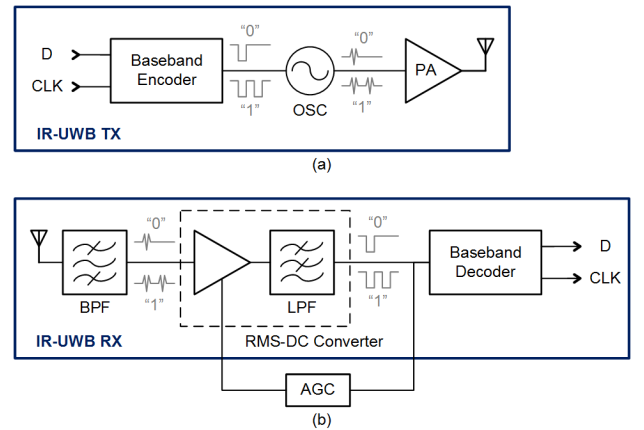 D
CLK
Baseband
Encoder
“0”
“1”
OSC
“0”
“1”
PA
IR-UWB TX
(a)
“0”
“1”
BPF
LPF
“0”
“1”
Baseband
Decoder
D
CLK
IR-UWB RX
RMS-DC Converter
AGC
(b)